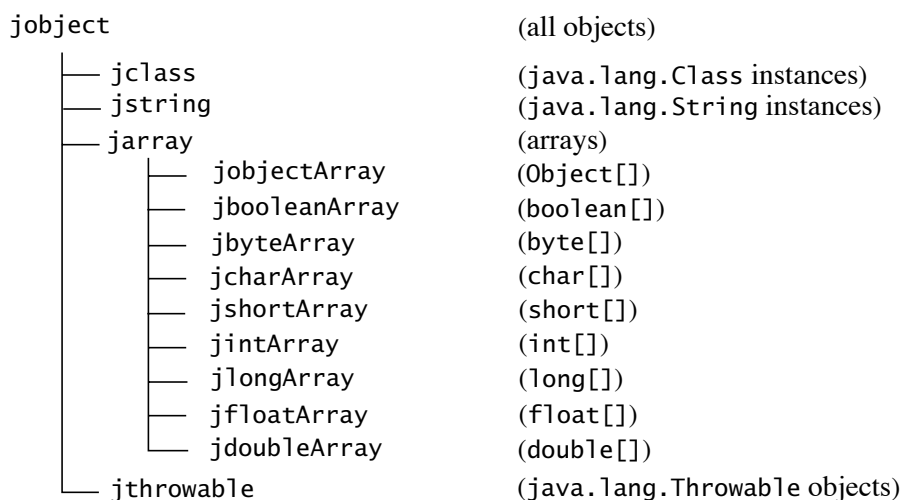 jobject (all objects)
jclass (java.lang.Class instances)
jstring (java.lang.String instances)
jarray (arrays)
jobjectArray (Object[])
jbooleanArray (boolean[])
jbyteArray (byte[])
jcharArray (char[])
jshortArray (short[])
jintArray (int[])
jlongArray (long[])
jfloatArray (float[])
jdoubleArray (double[])
jthrowable (java.lang.Throwable objects)